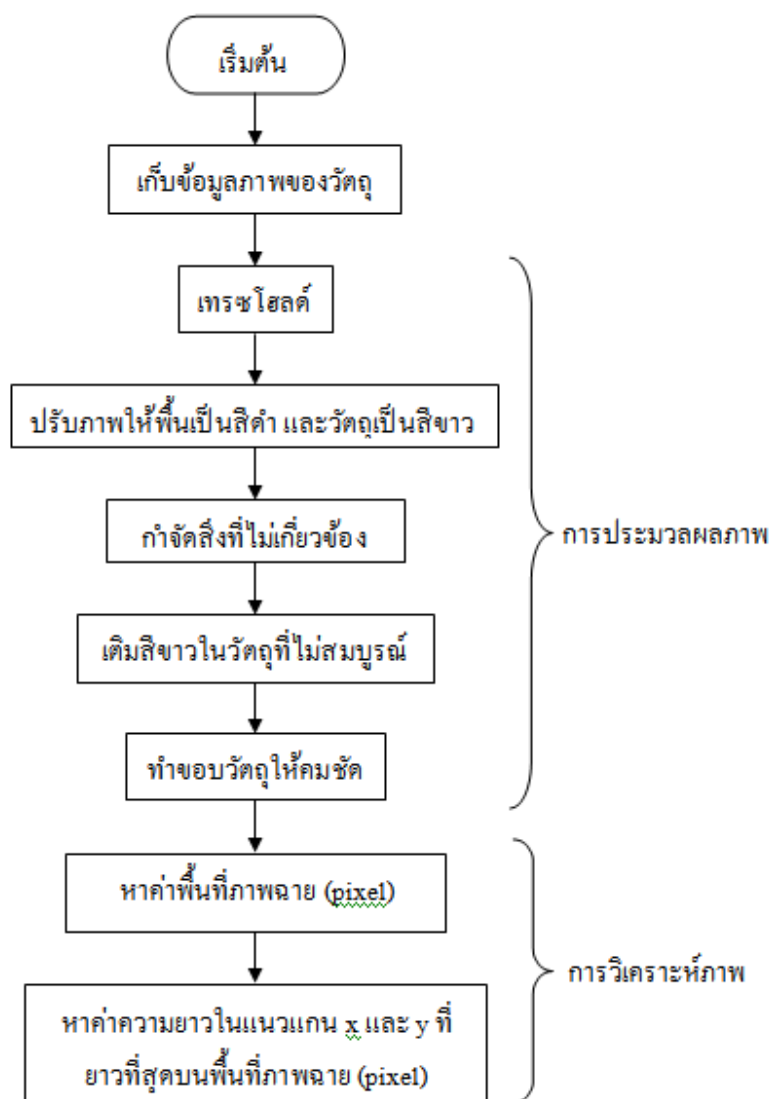 เริ่มต้น
เก็บข้อมูลภาพของวัตถุ
เทรซโฮลด์
ปรับภาพให้พื้นเป็นสีดำ และวัตถุเป็นสีขาว
กำจัดสิ่งที่ไม่เกี่ยวข้อง
เติมสีขาวในวัตถุที่ไม่สมบูรณ์
ทำขอบวัตถุให้คมชัด
การประมวลผลภาพ
หาค่าพื้นที่ภาพฉาย (pixel)
หาค่าความยาวในแนวแกน x และ y ที่
ยาวที่สุดบนพื้นที่ภาพฉาย (pixel)
การวิเคราะห์ภาพ